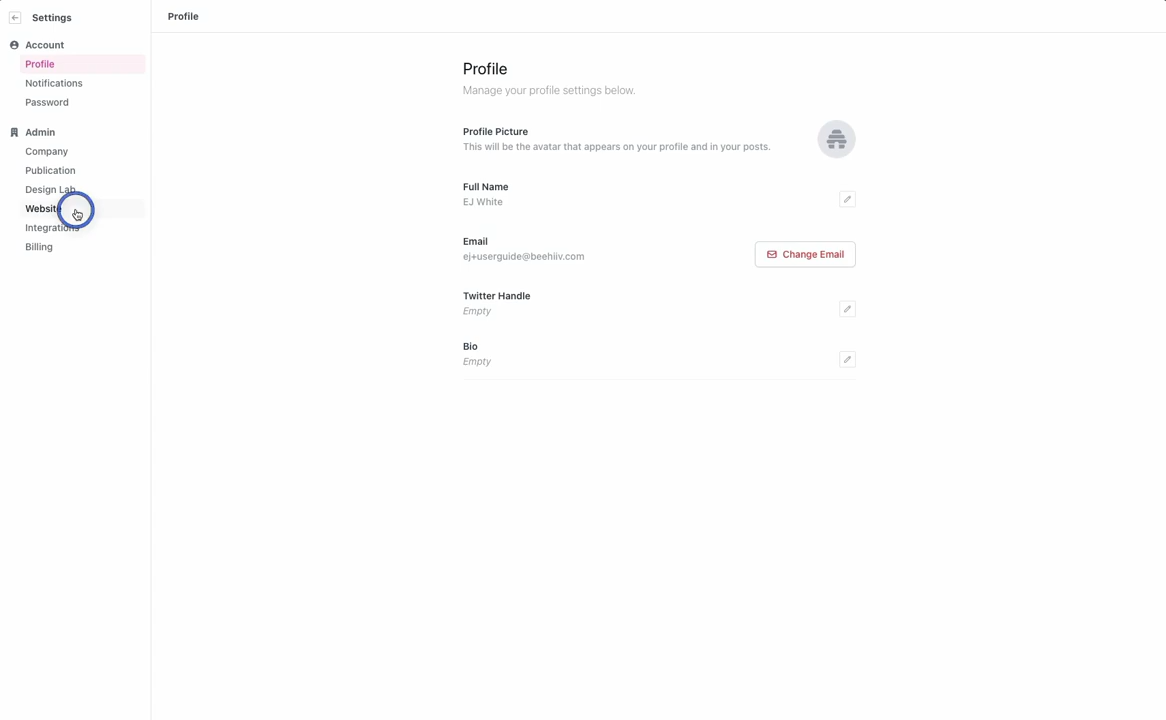 Settings
Account
Profile
Notifications
Password
Admin
Company
Publication
Design Lab
Website
Integrations
Billing
Profile
Profile
Manage your profile settings below.
Profile Picture
This will be the avatar that appears on your profile and in your posts.
Full Name
EJ White
Email
ej+userguide@beehiiv.com
Change Email
Twitter Handle
Empty
Bio
Empty